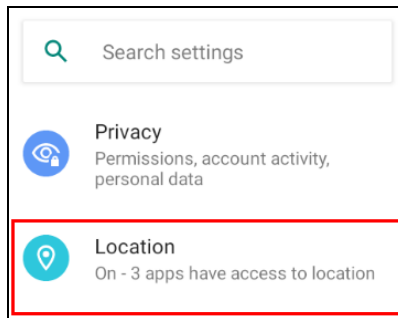 Search settings
Privacy
Permissions, account activity,
personal data
Location
On - 3 apps have access to location